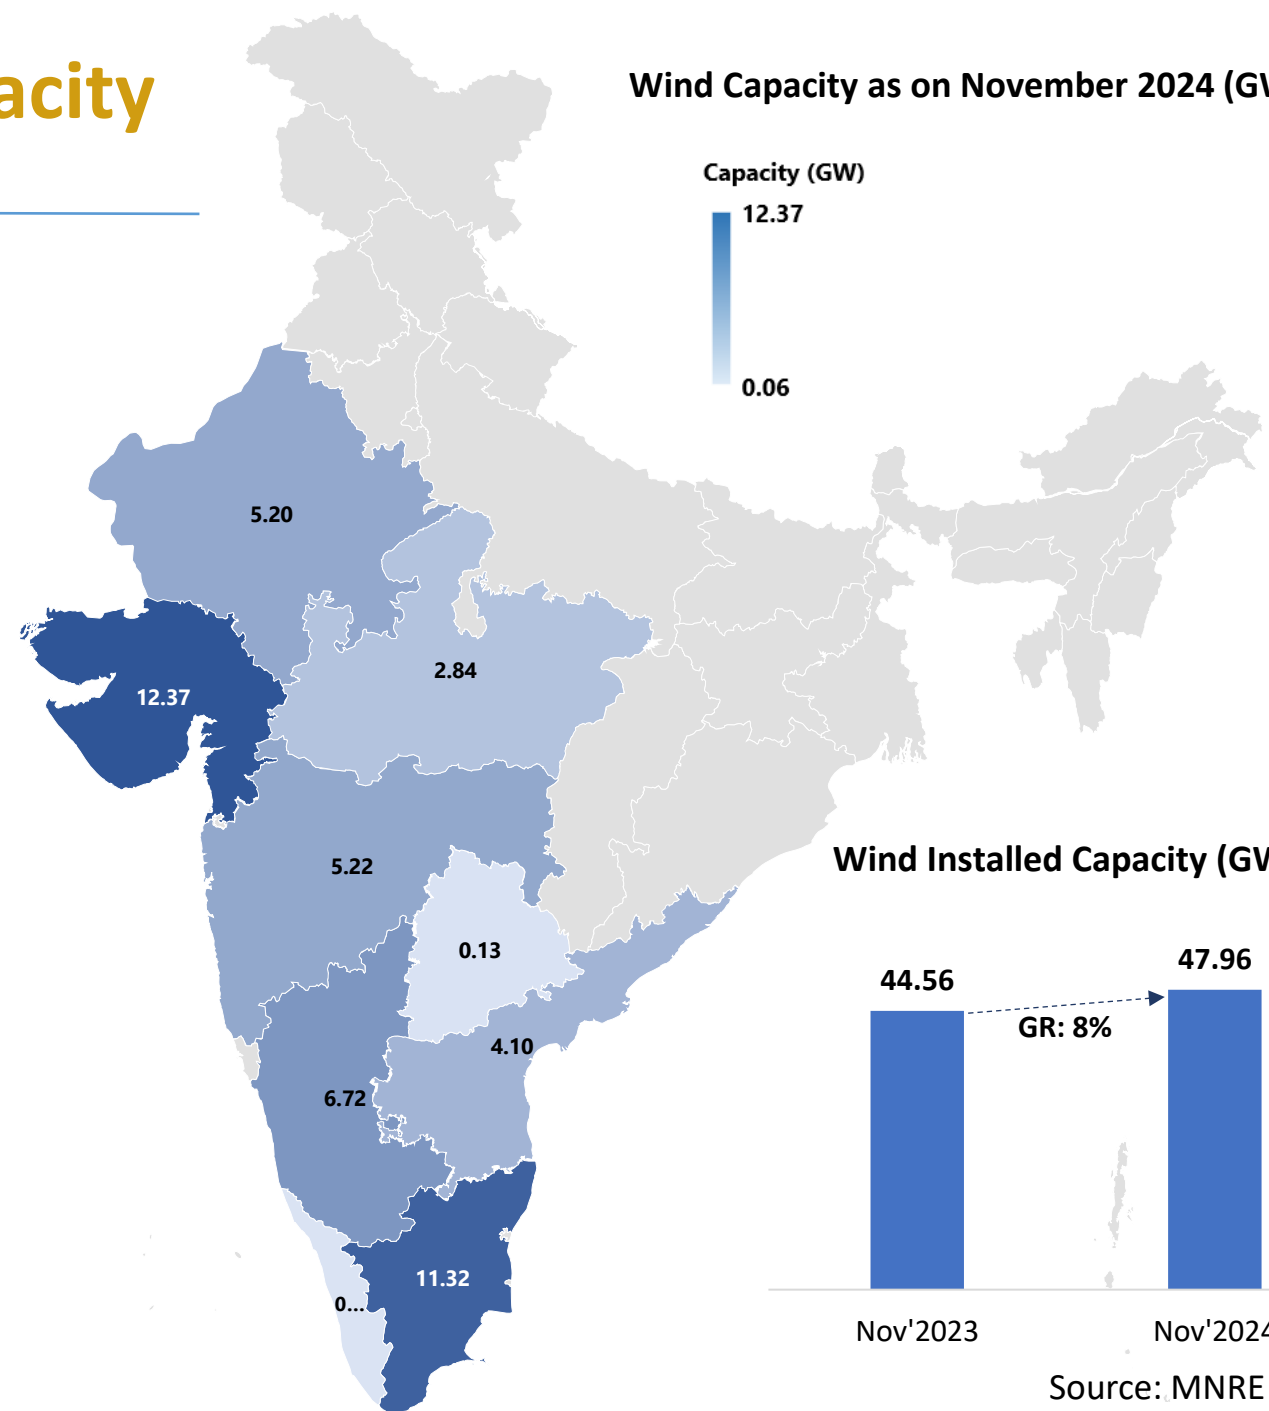 acity
Wind Capacity as on November 2024 (GW
Capacity (GW)
12.37
0.06
5.20
2.84
12.37
5.22
0.13
4.10
6.72
11.32
0...
Wind Installed Capacity (GW
44.56
47.96
GR: 8%
Nov'2023
Nov'2024
Source: MNRE